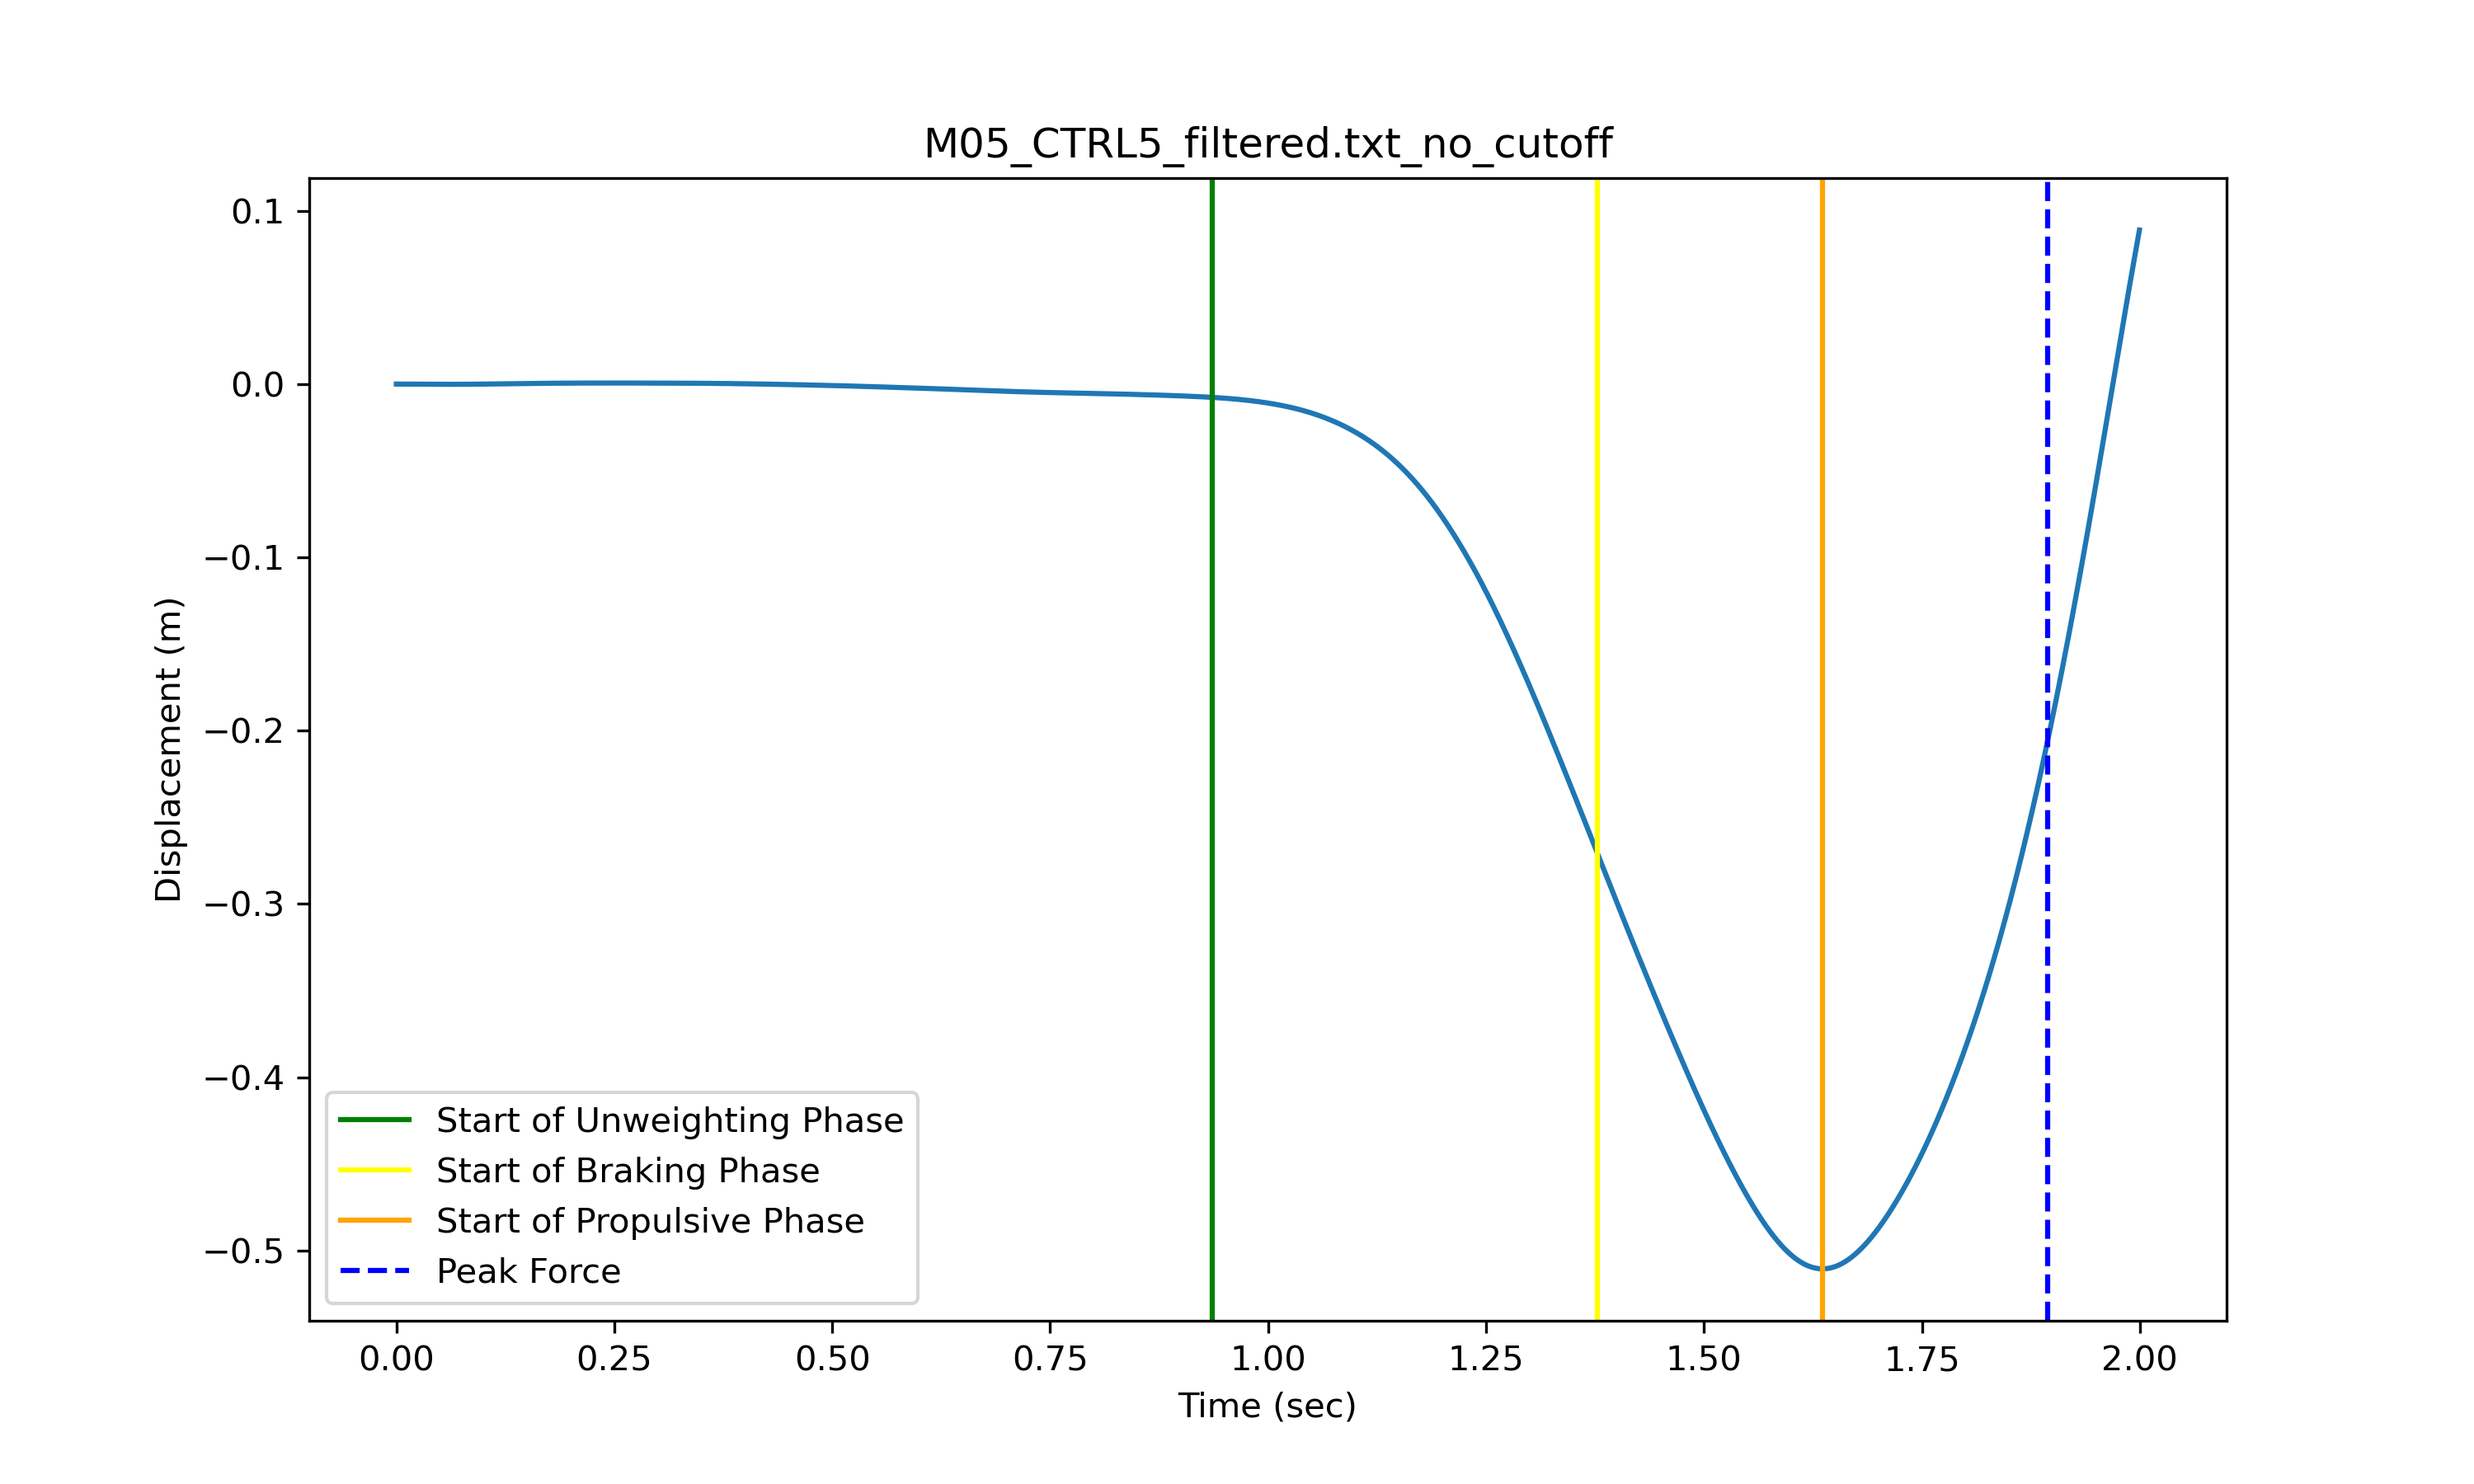 M05_CTRL5_filtered.txt_no_cutoff
0.1
0.0
−0.1
−0.2
−0.3
−0.4
−0.5
Displacement (m)
Start of Unweighting Phase
Start of Braking Phase
Start of Propulsive Phase
Peak Force
0.00 0.25 0.50 0.75 1.00 1.25 1.50 1.75 2.00
Time (sec)